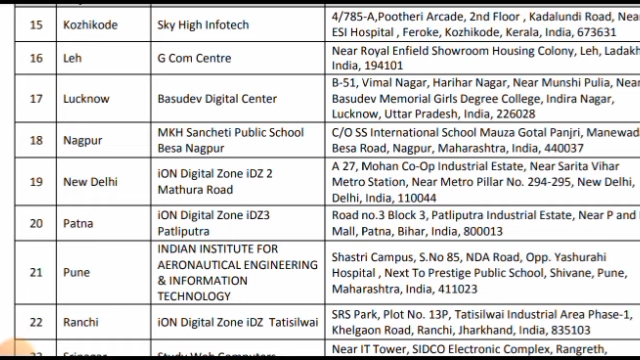 15 Kozhikode Sky High Infotech 4/785-A,Pootheri Arcade, 2nd Floor , Kadalundi Road, Near
ESI Hospital , Feroke, Kozhikode, Kerala, India, 673631
16 Leh G Com Centre Near Royal Enfield Showroom Housing Colony, Leh, Ladakh
India, 194101
17 Lucknow Basudev Digital Center B-51, Vimal Nagar, Harihar Nagar, Near Munshi Pulia, Near
Basudev Memorial Girls Degree College, Indira Nagar,
Lucknow, Uttar Pradesh, India, 226028
18 Nagpur MKH Sancheti Public School
Besa Nagpur
C/O SS International School Mauza Gotal Panjri, Manewad
Besa Road, Nagpur, Maharashtra, India, 440037
19 New Delhi iON Digital Zone iDZ 2
Mathura Road
A 27, Mohan Co-Op Industrial Estate, Near Sarita Vihar
Metro Station, Near Metro Pillar No. 294-295, New Delhi,
Delhi, India, 110044
20 Patna iON Digital Zone iDZ3
Patliputra
Road no.3 Block 3, Patliputra Industrial Estate, Near P and
Mall, Patna, Bihar, India, 800013
21 Pune INDIAN INSTITUTE FOR
AERONAUTICAL ENGINEERING
& INFORMATION
TECHNOLOGY
Shastri Campus, S.No 85, NDA Road, Opp. Yashurahi
Hospital , Next To Prestige Public School, Shivane, Pune,
Maharashtra, India, 411023
22 Ranchi iON Digital Zone iDZ Tatisilwai SRS Park, Plot No. 13P, Tatisilwai Industrial Area Phase-1,
Khelgaon Road, Ranchi, Jharkhand, India, 835103
Near IT Tower, SIDCO Electronic Complex, Rangreth,